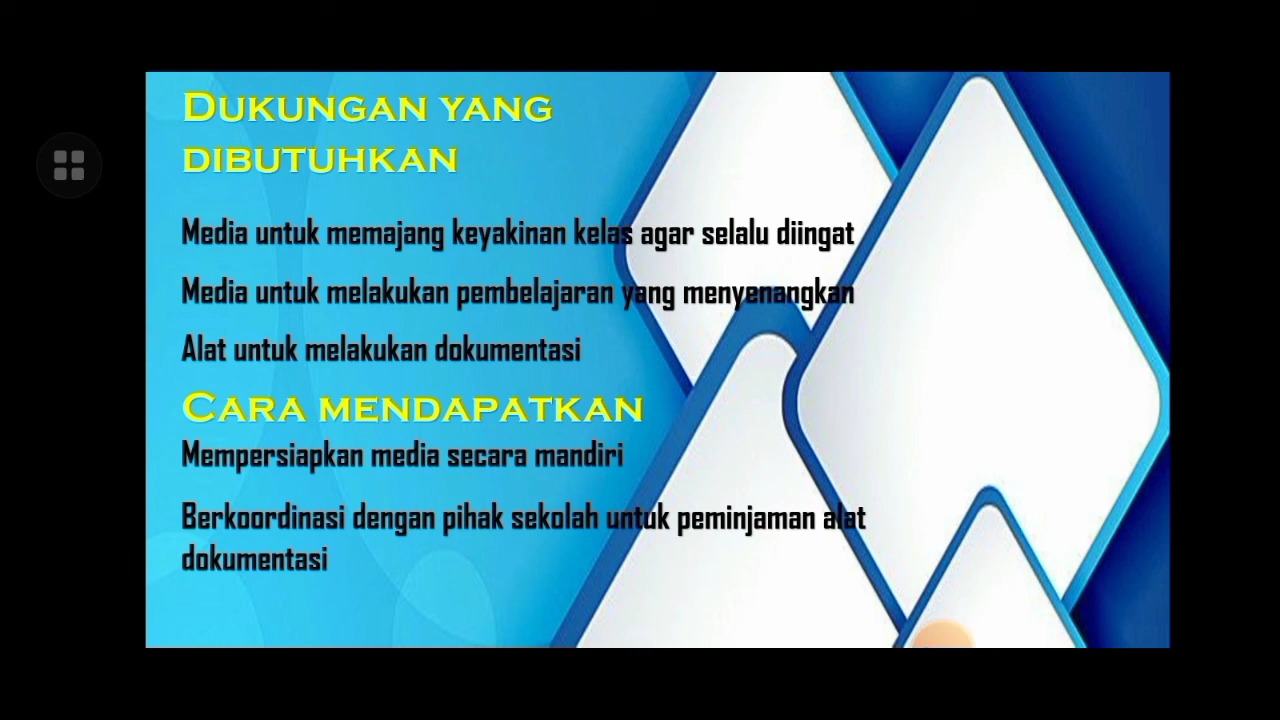 Dukungan yang
dibutuhkan
Media untuk memajang keyakinan kelas agar selalu diingat
Media untuk melakukan pembelajaran yang menyenangkan
Alat untuk melakukan dokumentasi
Cara mendapatkan
Mempersiapkan media secara mandiri
Berkoordinasi dengan pihak sekolah untuk peminjaman alat
dokumentasi